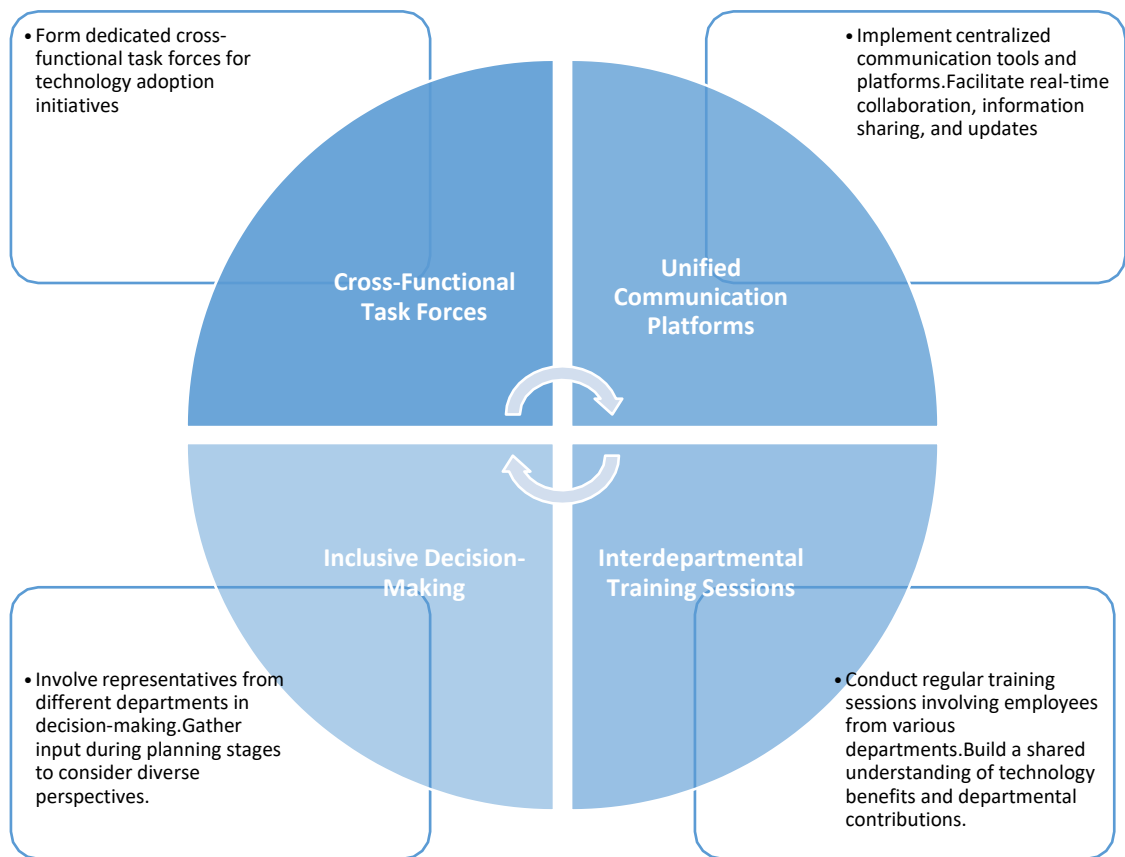 • Form dedicated cross-
functional task forces for
technology adoption
initiatives
• Implement centralized
communication tools and
platforms.Facilitate real-time
collaboration, information
sharing, and updates
Cross-Functional
Task Forces
Unified
Communication
Platforms
Inclusive Decision-
Making
Interdepartmental
Training Sessions
• Involve representatives from
different departments in
decision-making.Gather
input during planning stages
to consider diverse
perspectives.
• Conduct regular training
sessions involving employees
from various
departments.Build a shared
understanding of technology
benefits and departmental
contributions.